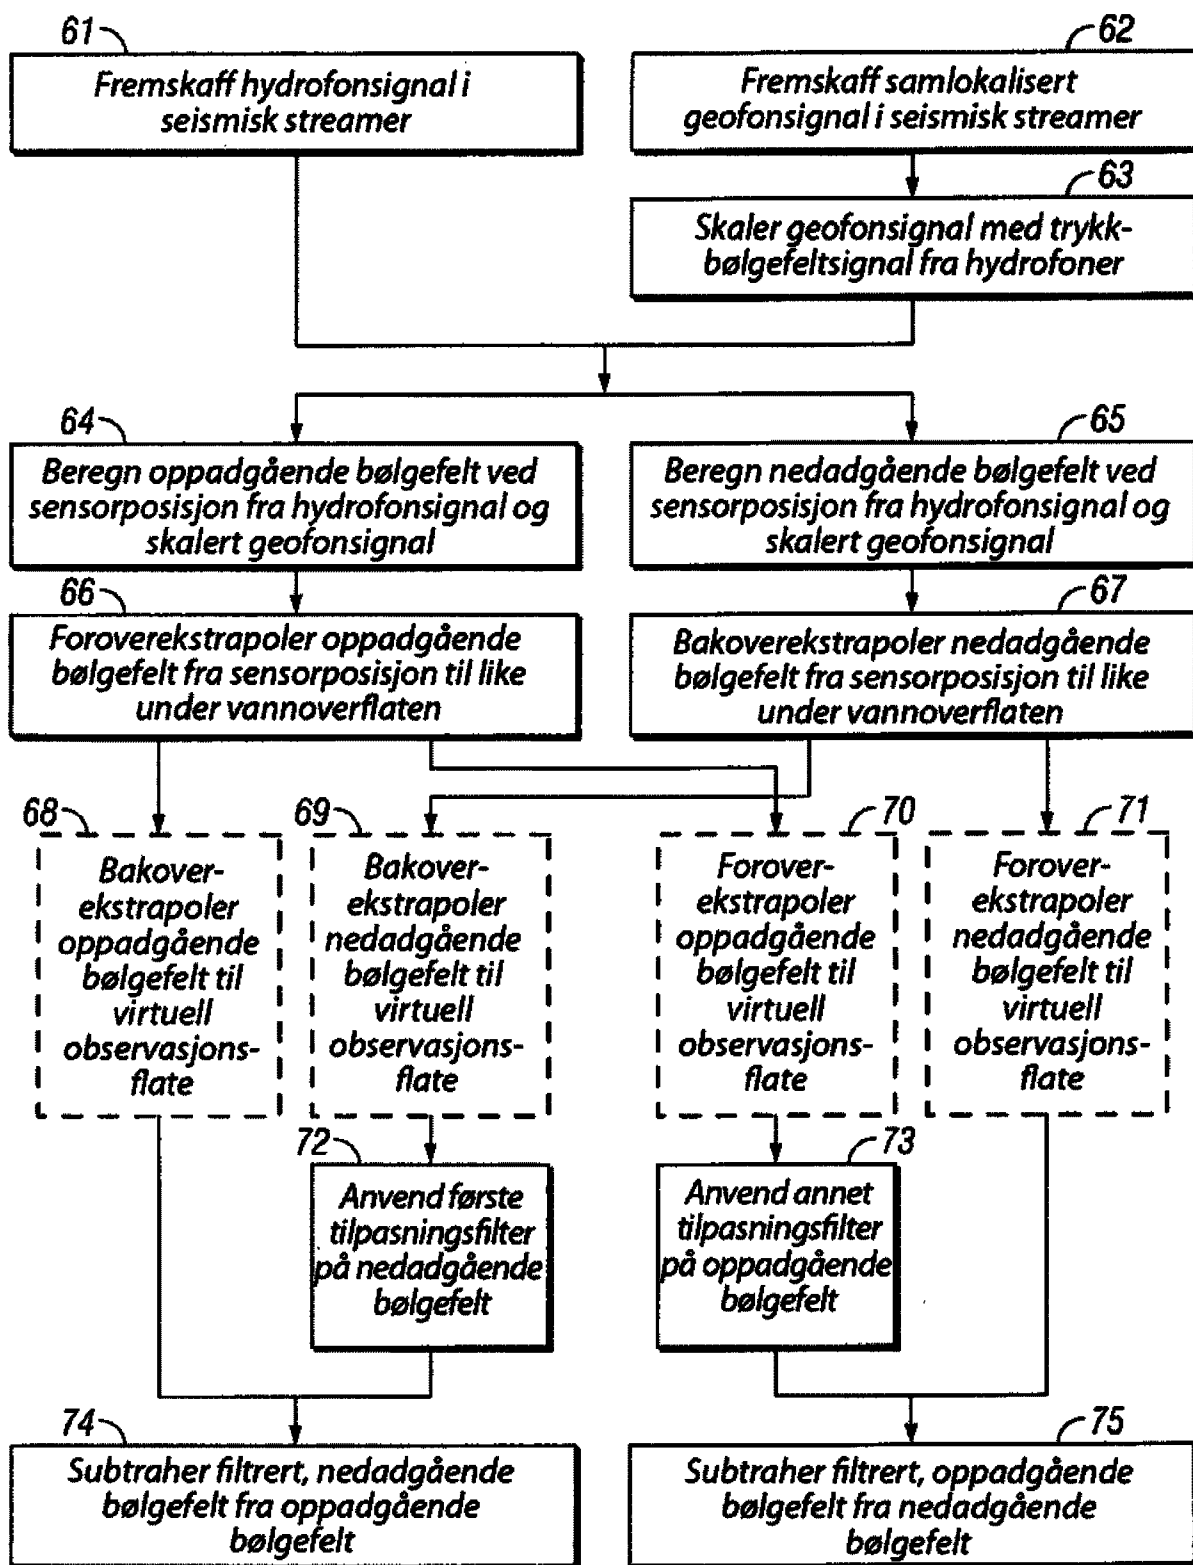 61
Fremskaff hydrofonsignal i
seismisk streamer
62
Fremskaff samlokalisert
geofonsignal i seismisk streamer
63
Skaler geofonsignal med trykk-
bølgefeltsignal fra hydrofoner
64
Beregn oppadgående bølgefelt ved
sensorposisjon fra hydrofonsignal og
skalert geofonsignal
65
Beregn nedadgående bølgefelt ved
sensorposisjon fra hydrofonsignal og
skalert geofonsignal
66
Foroverekstrapoler oppadgående
bølgefelt fra sensorposisjon til like
under vannoverflaten
67
Bakoverekstrapoler nedadgående
bølgefelt fra sensorposisjon til like
under vannoverflaten
68
Bakover-
ekstrapoler
oppadgående
bølgefelt til
virtuell
observasjons-
flate
69
Bakover-
ekstrapoler
nedadgående
bølgefelt til
virtuell
observasjons-
flate
70
Forover-
ekstrapoler
oppadgående
bølgefelt til
virtuell
observasjons-
flate
71
Forover-
ekstrapoler
nedadgående
bølgefelt til
virtuell
observasjons-
flate
72
Anvend første
tilpasningsfilter
på nedadgående
bølgefelt
73
Anvend annet
tilpasningsfilter
på oppadgående
bølgefelt
74
Subtraher filtrert, nedadgående
bølgefelt fra oppadgående
bølgefelt
75
Subtraher filtrert, oppadgående
bølgefelt fra nedadgående
bølgefelt